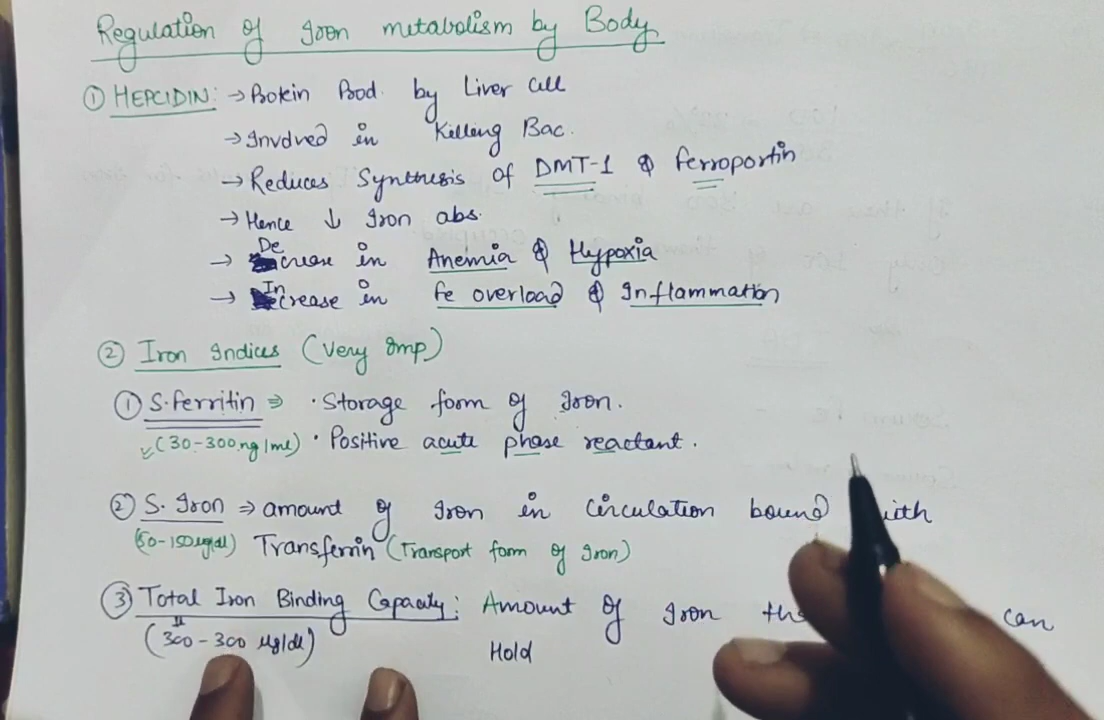 Regulation of Iron metabolism by Body
① HEPCIDIN: → Protein Prod. by Liver Cell
→ Involved in Killing Bac.
→ Reduces Synthesis of DMT-1 & ferroportin
→ Hence ↓ Iron abs.
→ Decrease in Anemia & Hypoxia
→ Increase in Fe overload & Inflammation
② Iron Indices (Very Imp)
① S. Ferritin ⇒ • Storage form of Iron.
(30-300 ng/ml) • Positive acute phase reactant.
② S. Iron ⇒ amount of Iron in Circulation bound with
(50-150 µg/dl) Transferrin (Transport form of Iron)
③ Total Iron Binding Capacity: Amount of Iron can
(300-300 µg/dl) Hold